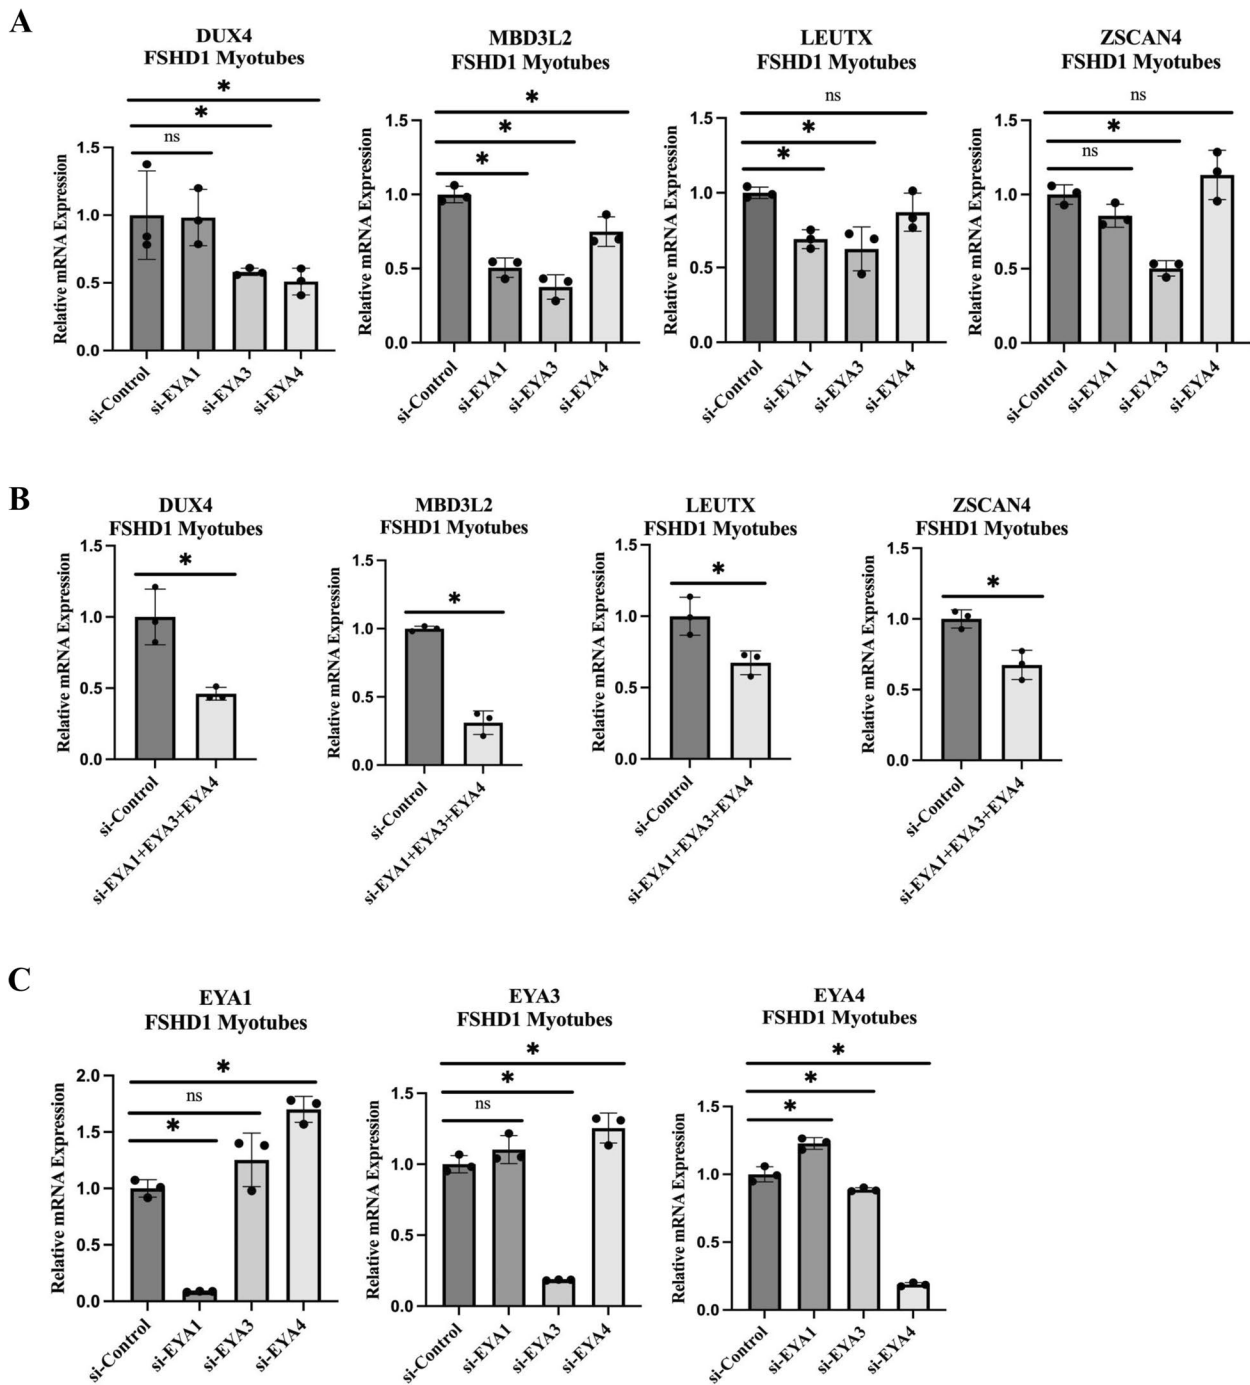 A
DUX4
FSHD1 Myotubes
*
*
ns
Relative mRNA Expression
1.5
1.0
0.5
0.0
si-Control
si-EYA1
si-EYA3
si-EYA4
MBD3L2
FSHD1 Myotubes
*
*
*
Relative mRNA Expression
1.5
1.0
0.5
0.0
si-Control
si-EYA1
si-EYA3
si-EYA4
LEUTX
FSHD1 Myotubes
ns
*
*
Relative mRNA Expression
1.5
1.0
0.5
0.0
si-Control
si-EYA1
si-EYA3
si-EYA4
ZSCAN4
FSHD1 Myotubes
ns
*
ns
Relative mRNA Expression
1.5
1.0
0.5
0.0
si-Control
si-EYA1
si-EYA3
si-EYA4
B
DUX4
FSHD1 Myotubes
*
Relative mRNA Expression
1.5
1.0
0.5
0.0
si-Control
si-EYA1+EYA3+EYA4
MBD3L2
FSHD1 Myotubes
*
Relative mRNA Expression
1.5
1.0
0.5
0.0
si-Control
si-EYA1+EYA3+EYA4
LEUTX
FSHD1 Myotubes
*
Relative mRNA Expression
1.5
1.0
0.5
0.0
si-Control
si-EYA1+EYA3+EYA4
ZSCAN4
FSHD1 Myotubes
*
Relative mRNA Expression
1.5
1.0
0.5
0.0
si-Control
si-EYA1+EYA3+EYA4
C
EYA1
FSHD1 Myotubes
*
ns
*
Relative mRNA Expression
2.0
1.5
1.0
0.5
0.0
si-Control
si-EYA1
si-EYA3
si-EYA4
EYA3
FSHD1 Myotubes
*
*
ns
Relative mRNA Expression
1.5
1.0
0.5
0.0
si-Control
si-EYA1
si-EYA3
si-EYA4
EYA4
FSHD1 Myotubes
*
*
*
Relative mRNA Expression
1.5
1.0
0.5
0.0
si-Control
si-EYA1
si-EYA3
si-EYA4